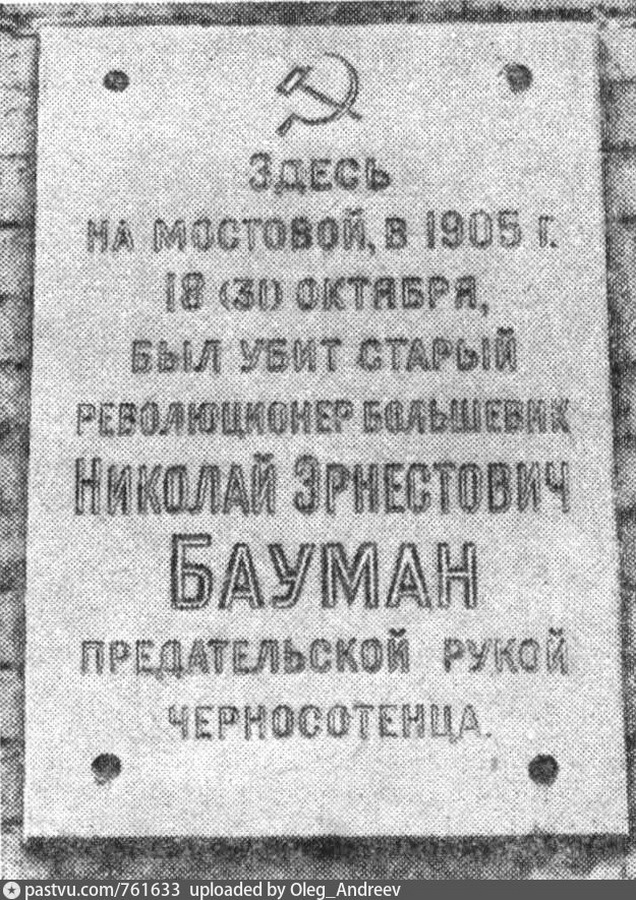 ЗДЕСЬ
НА МОСТОВОЙ, В 1905 Г.
18 (31) ОКТЯБРЯ,
БЫЛ УБИТ СТАРЫЙ
РЕВОЛЮЦИОНЕР БОЛЬШЕВИК
НИКОЛАЙ ЭРНЕСТОВИЧ
БАУМАН
ПРЕДАТЕЛЬСКОЙ РУКОЙ
ЧЕРНОСОТЕНЦА.
pastvu.com/761633 uploaded by Oleg_Andreev